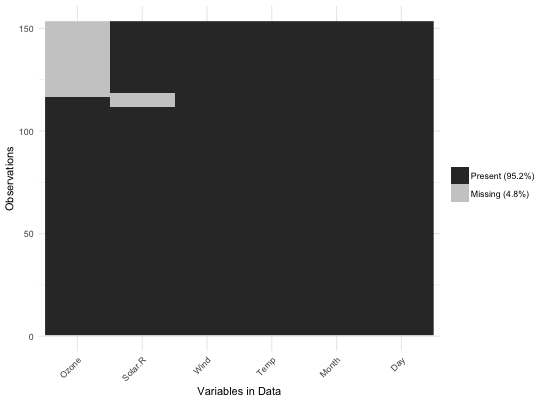 150
100
50
0
Observations
Ozone
Solar.R
Wind
Temp
Month
Day
Variables in Data
Present (95.2%)
Missing (4.8%)